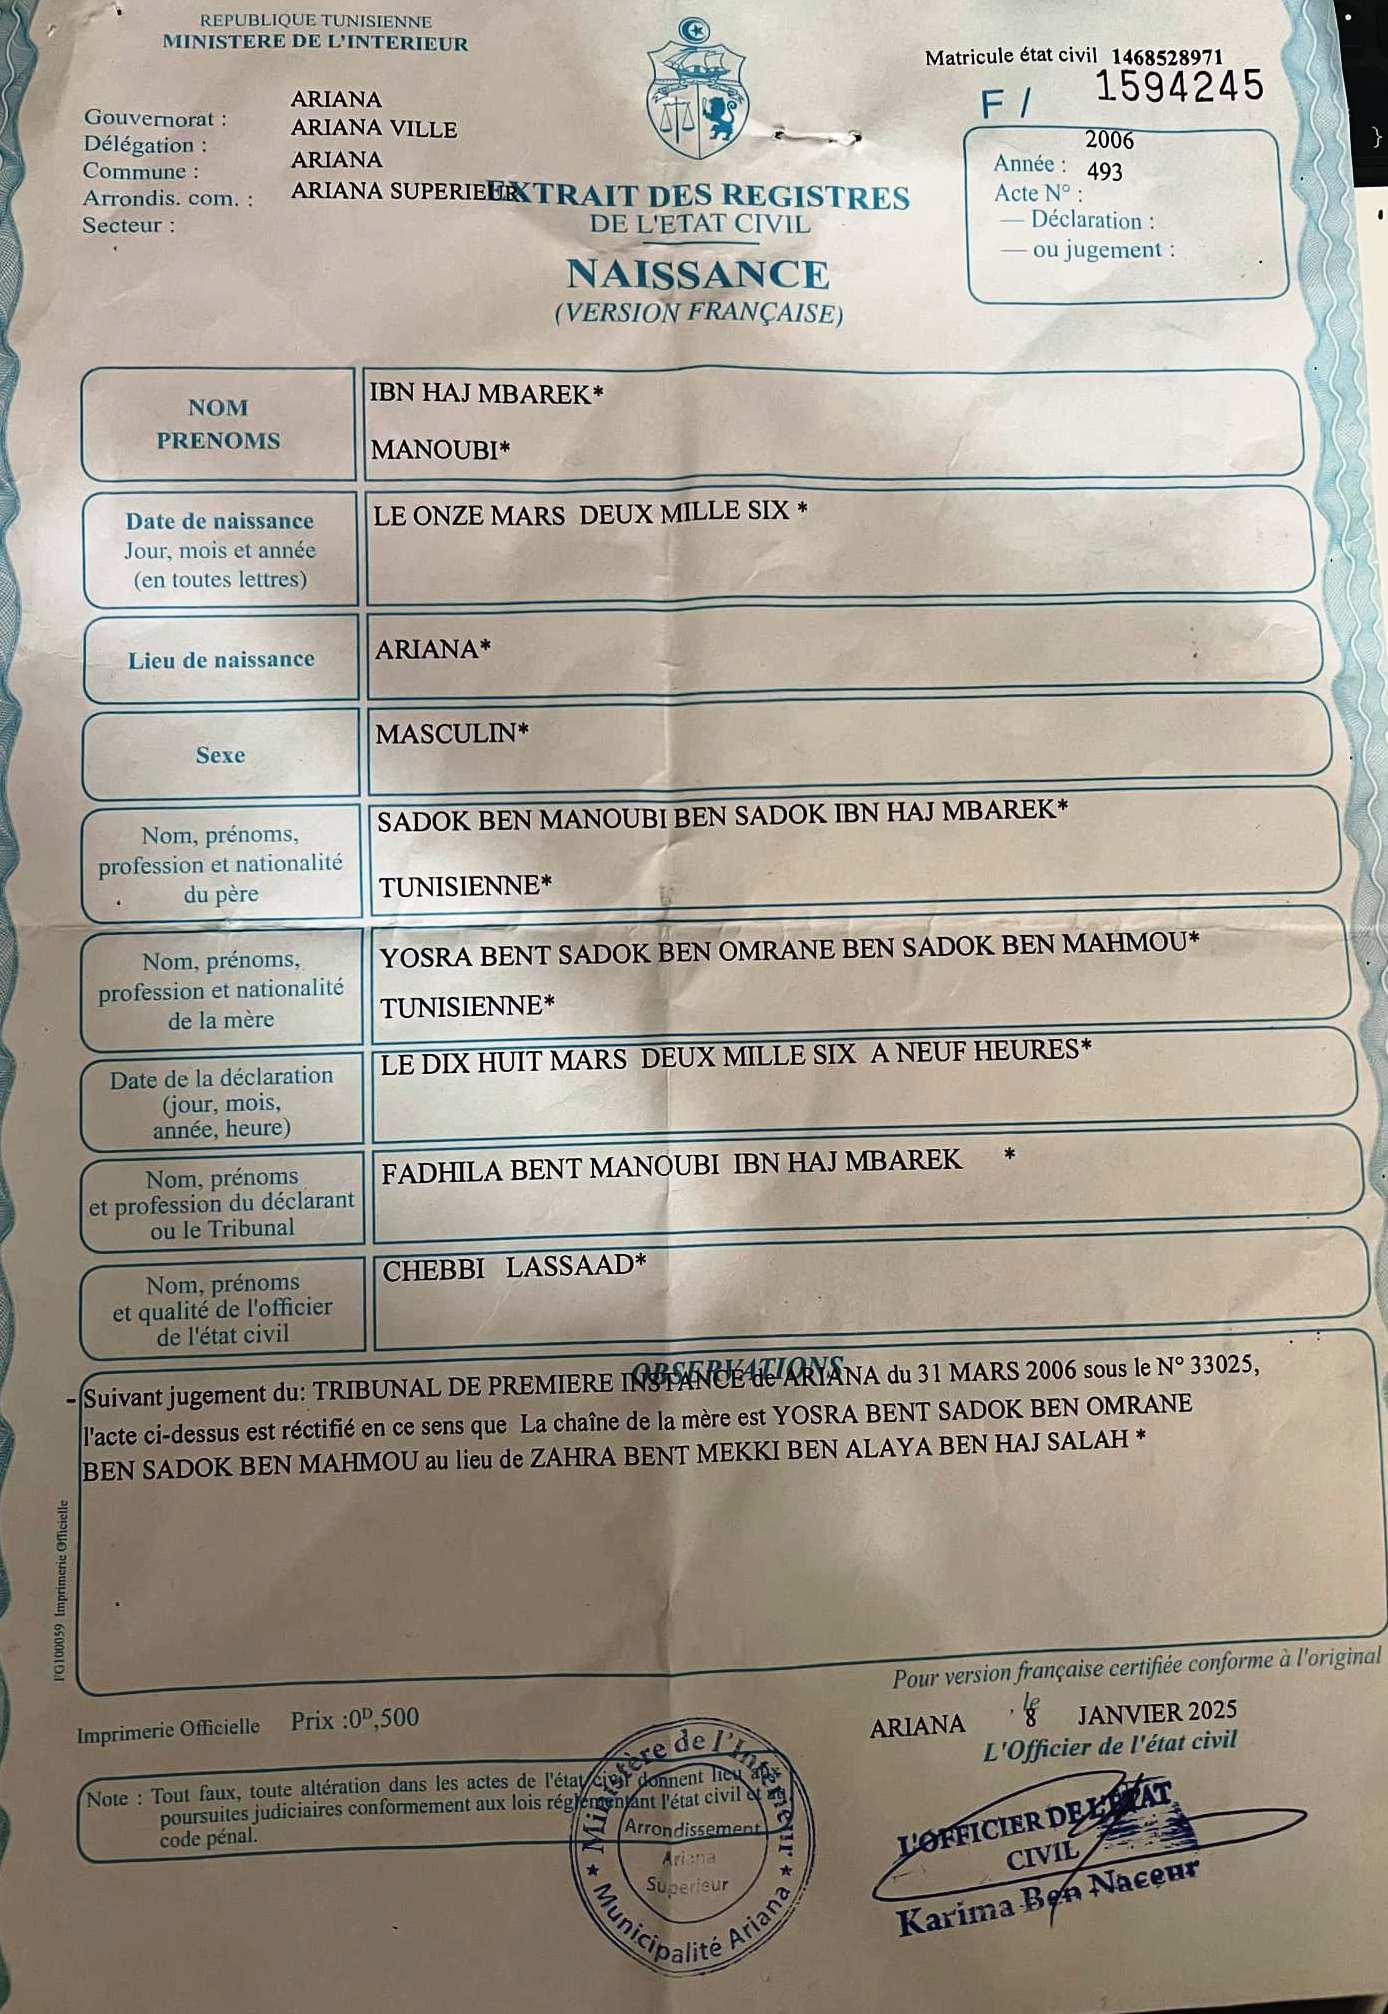 REPUBLIQUE TUNISIENNE
MINISTERE DE L'INTERIEUR
Matricule état civil 1468528971
F / 1594245
Gouvernorat : ARIANA
Délégation : ARIANA VILLE
Commune : ARIANA
Arrondis. com. : ARIANA SUPERIEUR
Secteur :
2006
Année :
493
Acte N° :
— Déclaration :
— ou jugement :
EXTRAIT DES REGISTRES
DE L'ETAT CIVIL
NAISSANCE
(VERSION FRANÇAISE)
NOM
PRENOMS
IBN HAJ MBAREK*
MANOUBI*
Date de naissance
Jour, mois et année
(en toutes lettres)
LE ONZE MARS DEUX MILLE SIX *
Lieu de naissance
ARIANA*
Sexe
MASCULIN*
Nom, prénoms,
profession et nationalité
du père
SADOK BEN MANOUBI BEN SADOK IBN HAJ MBAREK*
TUNISIENNE*
Nom, prénoms,
profession et nationalité
de la mère
YOSRA BENT SADOK BEN OMRANE BEN SADOK BEN MAHMOU*
TUNISIENNE*
Date de la déclaration
(jour, mois,
année, heure)
LE DIX HUIT MARS DEUX MILLE SIX A NEUF HEURES*
Nom, prénoms
et profession du déclarant
ou le Tribunal
FADHILA BENT MANOUBI IBN HAJ MBAREK *
Nom, prénoms
et qualité de l'officier
de l'état civil
CHEBBI LASSAAD*
OBSERVATIONS
- Suivant jugement du: TRIBUNAL DE PREMIERE INSTANCE de ARIANA du 31 MARS 2006 sous le N° 33025,
l'acte ci-dessus est réctifié en ce sens que La chaîne de la mère est YOSRA BENT SADOK BEN OMRANE
BEN SADOK BEN MAHMOU au lieu de ZAHRA BENT MEKKI BEN ALAYA BEN HAJ SALAH *
FG100059 Imprimerie Officielle
Pour version française certifiée conforme à l'original
Imprimerie Officielle Prix :0D,500
ARIANA le 8 JANVIER 2025
L'Officier de l'état civil
Note : Tout faux, toute altération dans les actes de l'état civil donnent lieu aux
poursuites judiciaires conformement aux lois réglementant l'état civil et au
code pénal.
Ministère de l'Interieur
Arrondissement
Ariana
Superieur
* Municipalité Ariana *
L'OFFICIER DE L'ETAT
CIVIL
Karima Ben Naceur